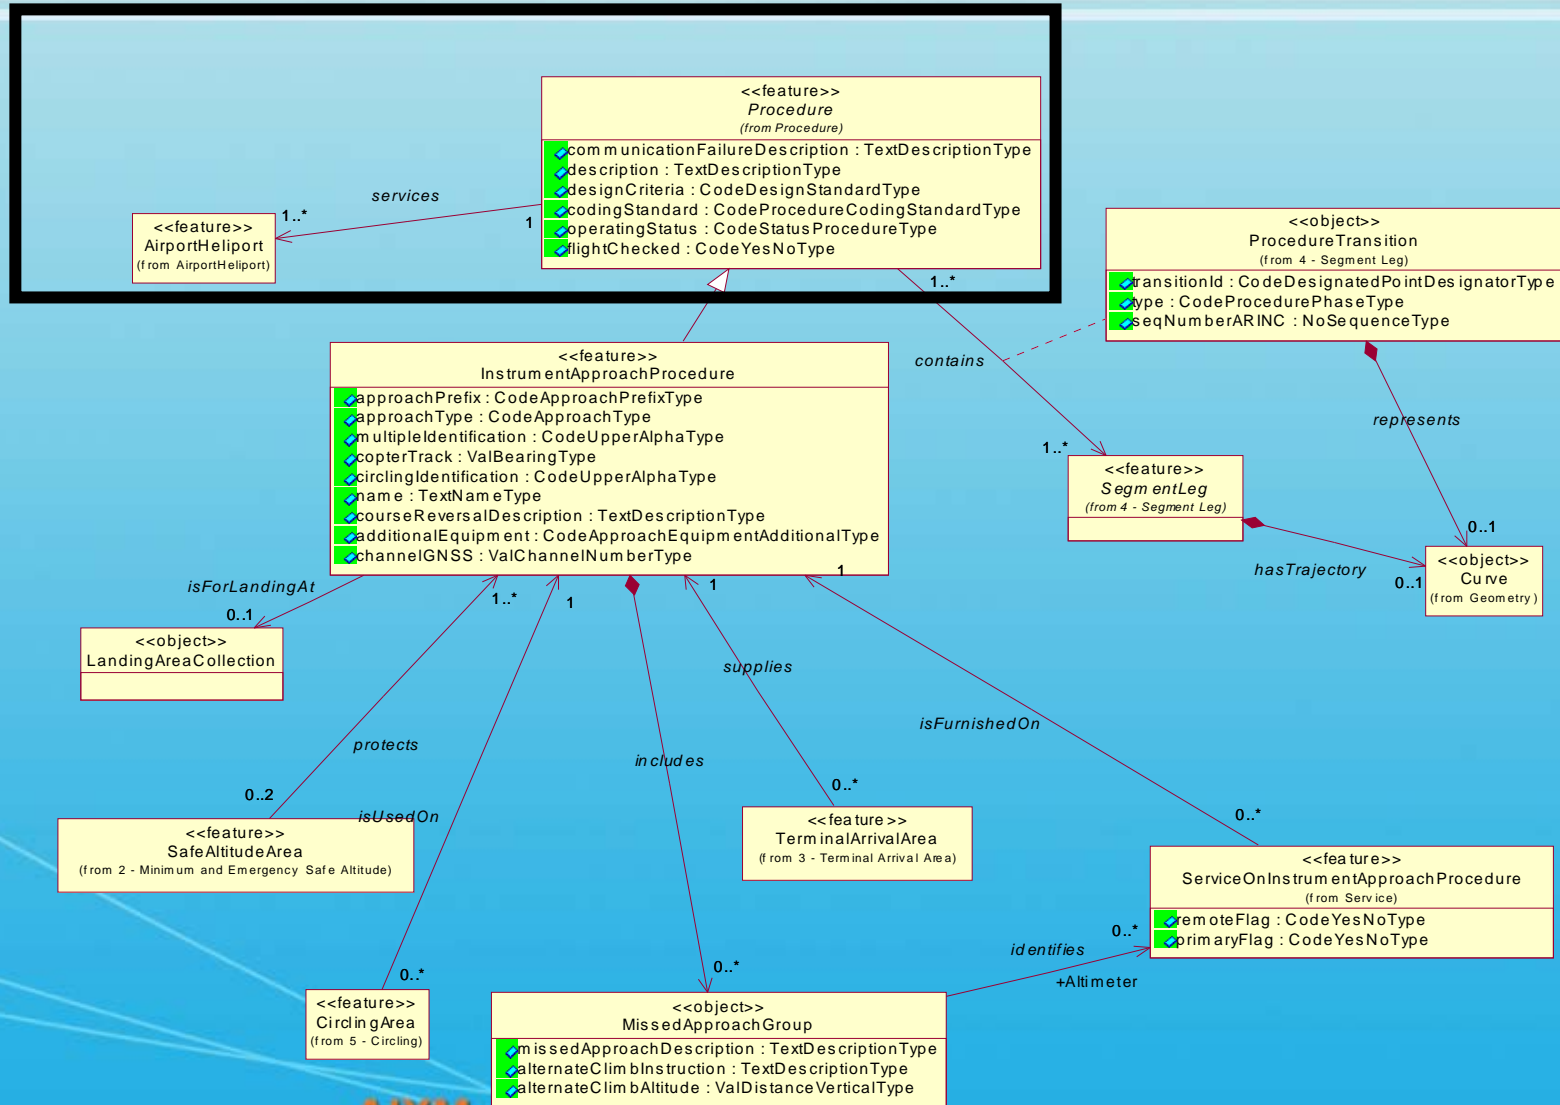 <<feature>>
Procedure
(from Procedure)
communicationFailureDescription : TextDescriptionType
description : TextDescriptionType
designCriteria : CodeDesignStandardType
codingStandard : CodeProcedureCodingStandardType
operatingStatus : CodeStatusProcedureType
flightChecked : CodeYesNoType
services
1..*
1
<<feature>>
AirportHeliport
(from AirportHeliport)
<<object>>
ProcedureTransition
(from 4 - Segment Leg)
transitionId : CodeDesignatedPointDesignatorType
type : CodeProcedurePhaseType
seqNumberARINC : NoSequenceType
1..*
contains
1..*
represents
<<feature>>
InstrumentApproachProcedure
approachPrefix : CodeApproachPrefixType
approachType : CodeApproachType
multipleIdentification : CodeUpperAlphaType
copterTrack : ValBearingType
circlingIdentification : CodeUpperAlphaType
name : TextNameType
courseReversalDescription : TextDescriptionType
additionalEquipment : CodeApproachEquipmentAdditionalType
channelGNSS : ValChannelNumberType
<<feature>>
SegmentLeg
(from 4 - Segment Leg)
0..1
hasTrajectory
0..1
<<object>>
Curve
(from Geometry)
isForLandingAt
0..1
1..*
1
1
1
<<object>>
LandingAreaCollection
supplies
isFurnishedOn
protects
includes
0..2
isUsedOn
0..*
0..*
<<feature>>
SafeAltitudeArea
(from 2 - Minimum and Emergency Safe Altitude)
<<feature>>
TerminalArrivalArea
(from 3 - Terminal Arrival Area)
<<feature>>
ServiceOnInstrumentApproachProcedure
(from Service)
remoteFlag : CodeYesNoType
primaryFlag : CodeYesNoType
0..*
identifies
+Altimeter
0..*
0..*
<<feature>>
CirclingArea
(from 5 - Circling)
<<object>>
MissedApproachGroup
missedApproachDescription : TextDescriptionType
alternateClimbInstruction : TextDescriptionType
alternateClimbAltitude : ValDistanceVerticalType